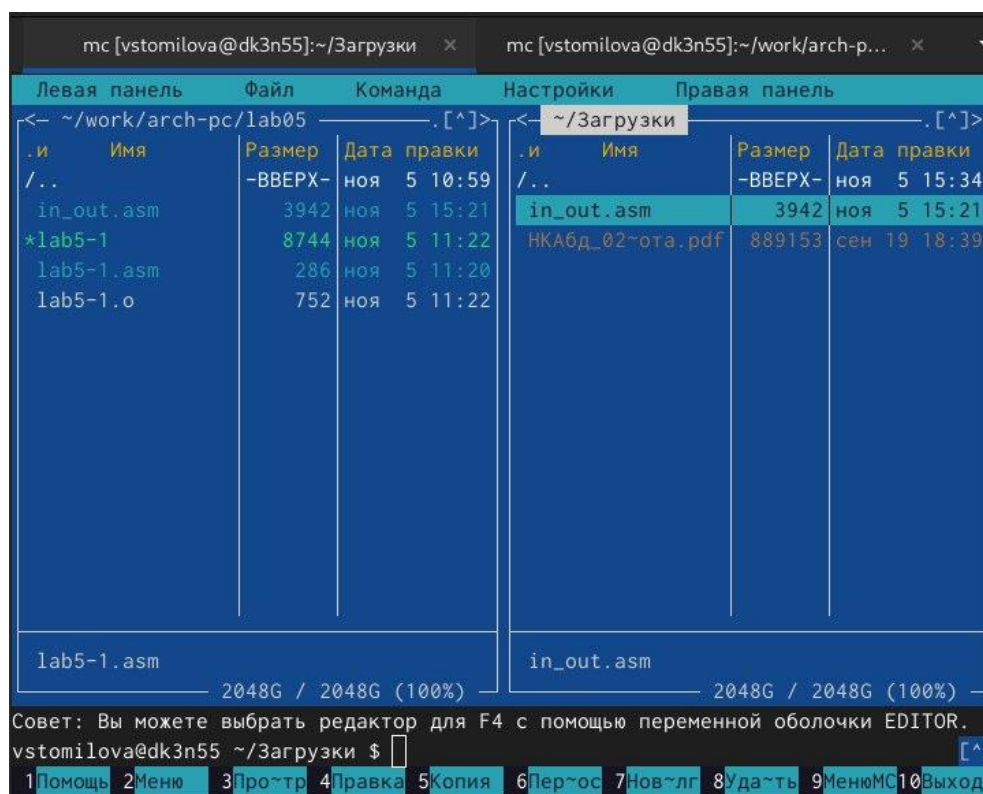 mc [vstomilova@dk3n55]:~/Загрузки × mc [vstomilova@dk3n55]:~/work/arch-p... ×
Левая панель Файл Команда Настройки Правая панель
<— ~/work/arch-pc/lab05 .[^]> <— ~/Загрузки .[^]>
.и Имя Размер Дата правки .и Имя Размер Дата правки
/.. -ВВЕРХ- ноя 5 10:59 /.. -ВВЕРХ- ноя 5 15:34
in_out.asm 3942 ноя 5 15:21 in_out.asm 3942 ноя 5 15:21
*lab5-1 8744 ноя 5 11:22 НКАбд_02~ота.pdf 889153 сен 19 18:39
lab5-1.asm 286 ноя 5 11:20
lab5-1.o 752 ноя 5 11:22
lab5-1.asm in_out.asm
2048G / 2048G (100%) 2048G / 2048G (100%)
Совет: Вы можете выбрать редактор для F4 с помощью переменной оболочки EDITOR.
vstomilova@dk3n55 ~/Загрузки $ [^
1Помощь 2Меню 3Про~тр 4Правка 5Копия 6Пер~ос 7Нов~лг 8Уда~ть 9МенюMC 10Выход